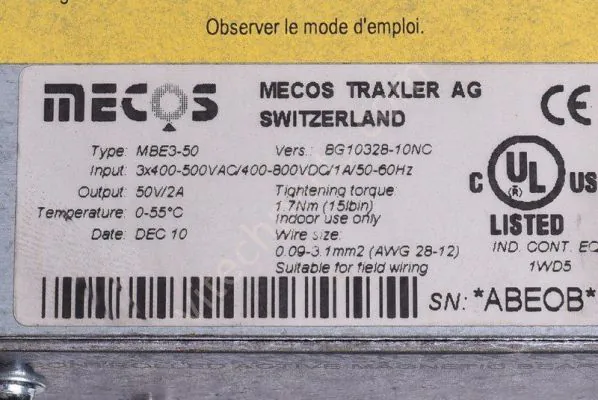 Observer le mode d'emploi.
MECOS
MECOS TRAXLER AG
SWITZERLAND
CE
Type: MBE3-50
Vers.: BG10328-10NC
Input: 3x400-500VAC/400-800VDC/1A/50-60Hz
Output: 50V/2A
Temperature: 0-55°C
Date: DEC 10
Tightening torque:
1.7Nm (15lbin)
Indoor use only
Wire size:
0.09-3.1mm2 (AWG 28-12)
Suitable for field wiring
C UL US
(R)
LISTED
IND. CONT. EQ
1WD5
SN: *ABEOB*